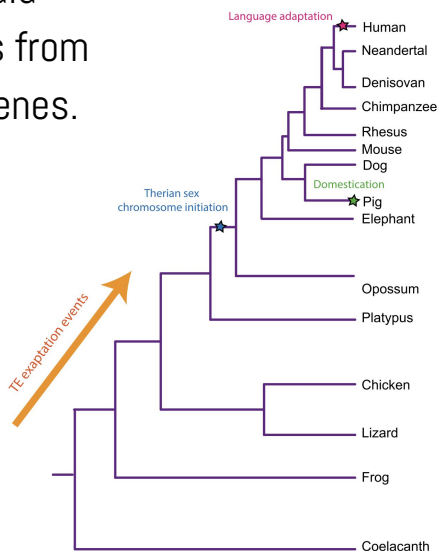 s from
enes.
Language adaptation
Human
Neandertal
Denisovan
Chimpanzee
Rhesus
Mouse
Dog
Domestication
Pig
Therian sex
chromosome initiation
Elephant
Opossum
TE exaptation events
Platypus
Chicken
Lizard
Frog
Coelacanth